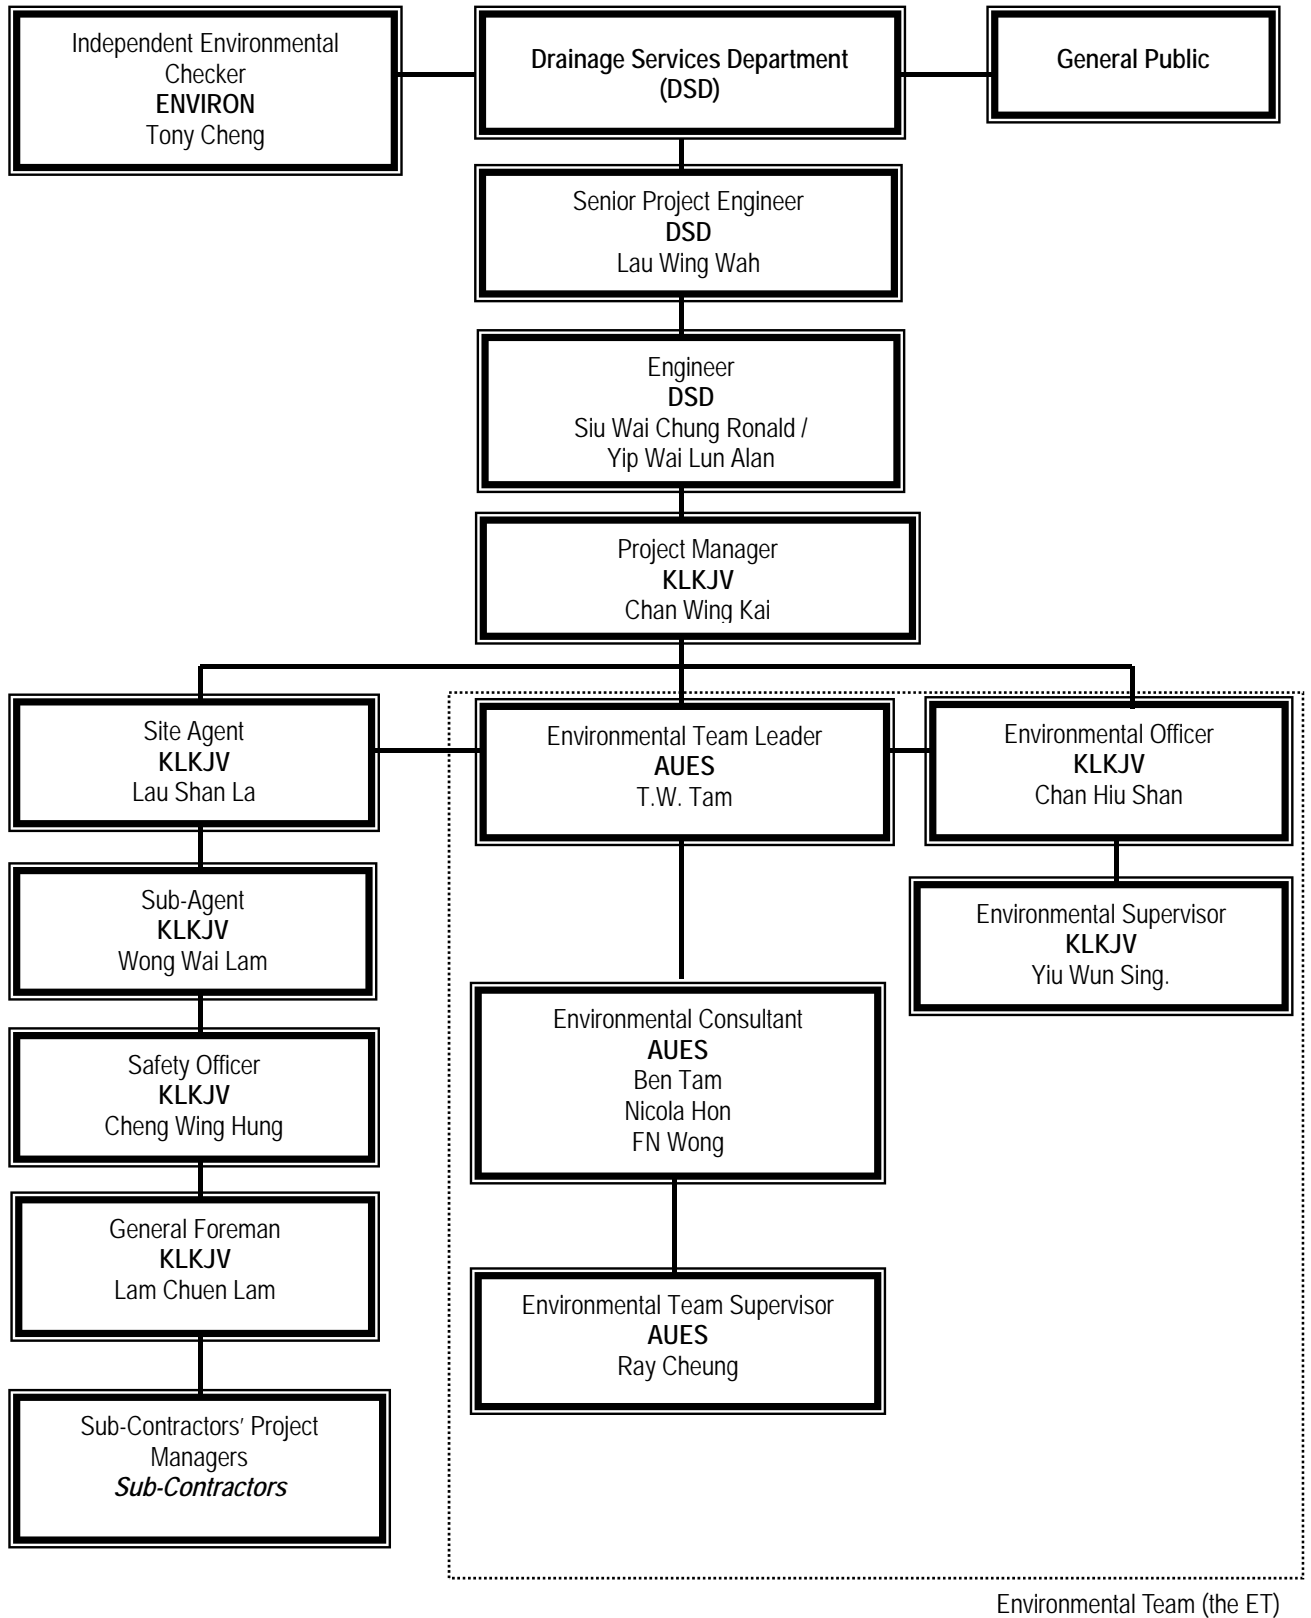 Independent Environmental
Checker
ENVIRON
Tony Cheng
Drainage Services Department
(DSD)
General Public
Senior Project Engineer
DSD
Lau Wing Wah
Engineer
DSD
Siu Wai Chung Ronald /
Yip Wai Lun Alan
Project Manager
KLKJV
Chan Wing Kai
Site Agent
KLKJV
Lau Shan La
Environmental Team Leader
AUES
T.W. Tam
Environmental Officer
KLKJV
Chan Hiu Shan
Sub-Agent
KLKJV
Wong Wai Lam
Environmental Supervisor
KLKJV
Yiu Wun Sing.
Safety Officer
KLKJV
Cheng Wing Hung
Environmental Consultant
AUES
Ben Tam
Nicola Hon
FN Wong
General Foreman
KLKJV
Lam Chuen Lam
Environmental Team Supervisor
AUES
Ray Cheung
Sub-Contractors’ Project
Managers
Sub-Contractors
Environmental Team (the ET)